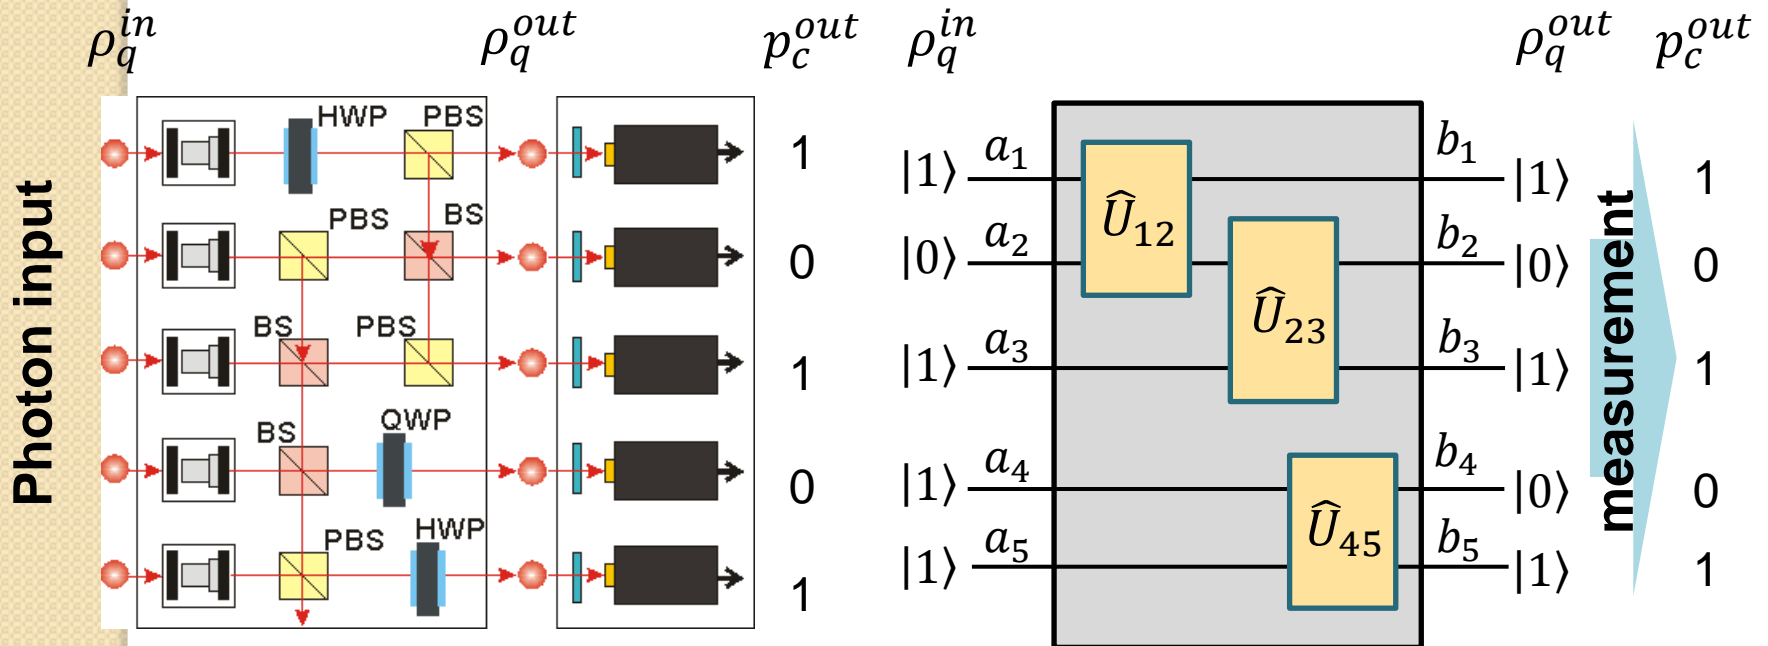 Photon input
ρ_q^in ρ_q^out p_c^out
HWP PBS
1
PBS BS
0
BS PBS
1
BS QWP
0
PBS HWP
1
ρ_q^in ρ_q^out p_c^out
|1⟩ a₁ b₁ |1⟩ 1
Û₁₂
|0⟩ a₂ b₂ |0⟩ 0
Û₂₃
|1⟩ a₃ b₃ |1⟩ 1
|1⟩ a₄ b₄ |0⟩ 0
Û₄₅
|1⟩ a₅ b₅ |1⟩ 1
measurement